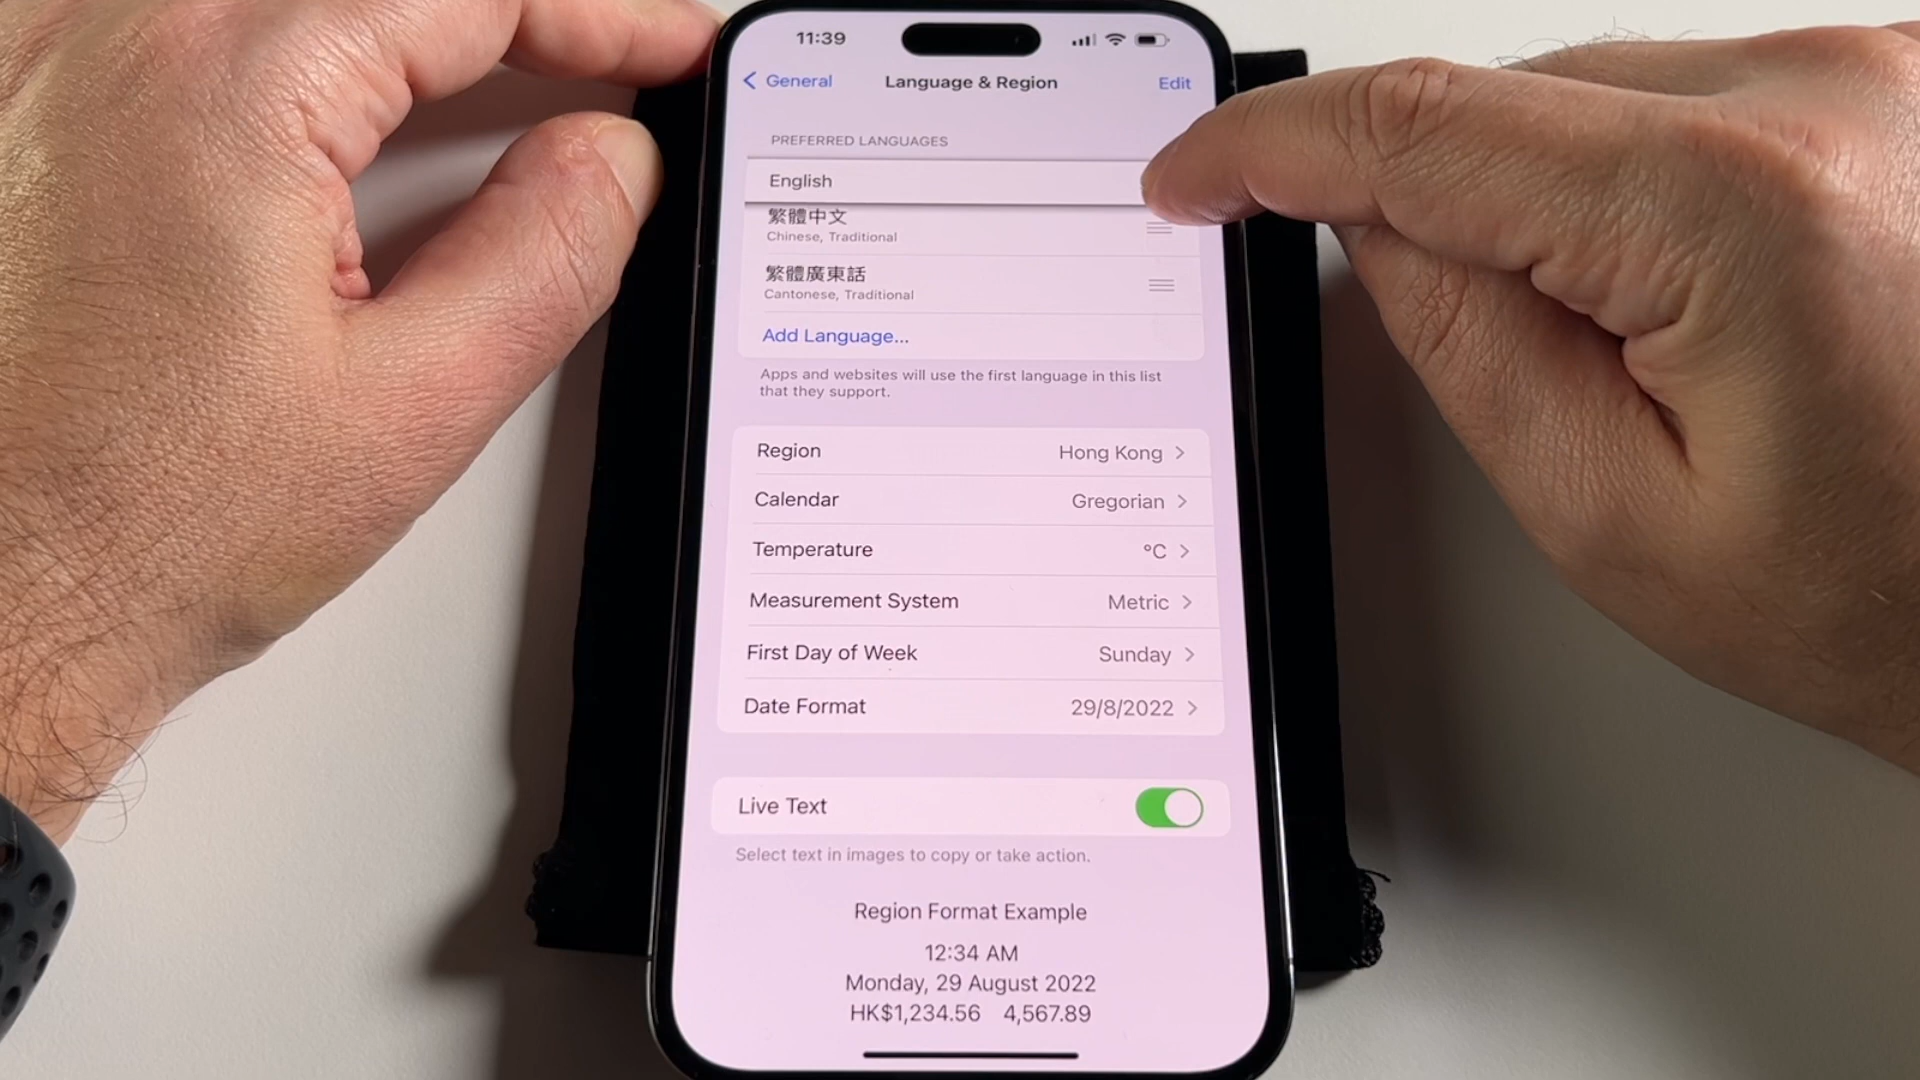 11:39
General
Language & Region
Edit
PREFERRED LANGUAGES
English
繁體中文
Chinese, Traditional
繁體廣東話
Cantonese, Traditional
Add Language...
Apps and websites will use the first language in this list
that they support.
Region Hong Kong
Calendar Gregorian
Temperature °C
Measurement System Metric
First Day of Week Sunday
Date Format 29/8/2022
Live Text
Select text in images to copy or take action.
Region Format Example
12:34 AM
Monday, 29 August 2022
HK$1,234.56 4,567.89